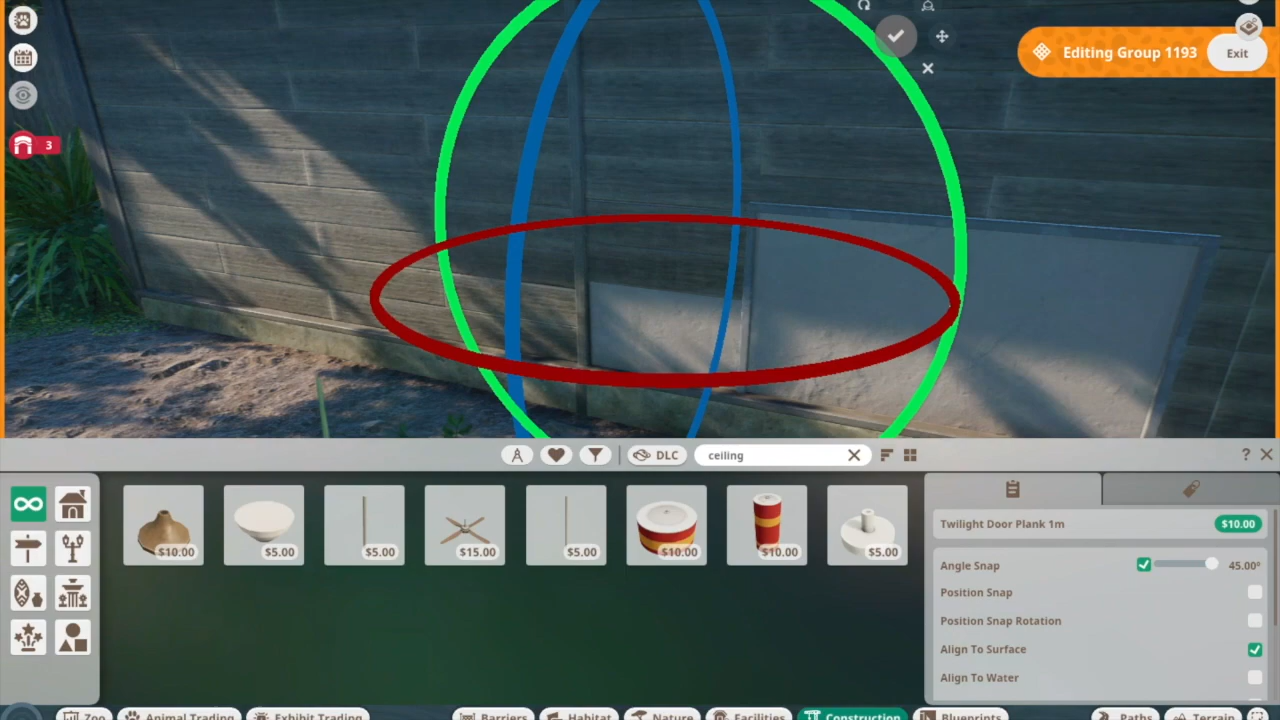 Editing Group 1193
Exit
3
DLC
ceiling
?
$10.00
$5.00
$5.00
$15.00
$5.00
$10.00
$10.00
$5.00
Twilight Door Plank 1m
$10.00
Angle Snap
45.00°
Position Snap
Position Snap Rotation
Align To Surface
Align To Water
Zoo
Animal Trading
Exhibit Trading
Barriers
Habitat
Nature
Facilities
Construction
Blueprints
Paths
Terrain